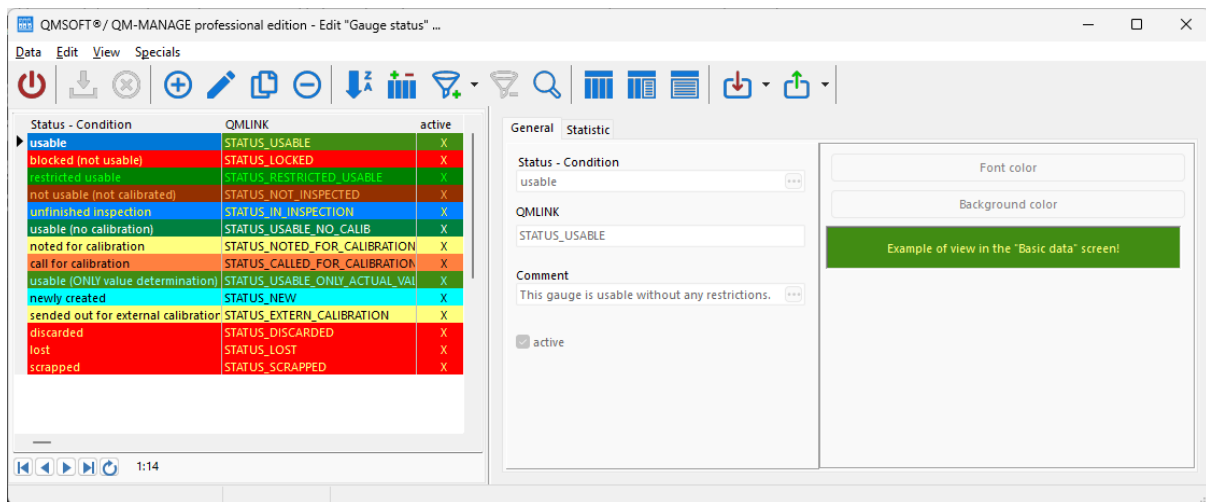 QMSOFT®/ QM-MANAGE professional edition - Edit "Gauge status" ...
Data Edit View Specials
Status - Condition QMLINK active
usable STATUS_USABLE X
blocked (not usable) STATUS_LOCKED X
restricted usable STATUS_RESTRICTED_USABLE X
not usable (not calibrated) STATUS_NOT_INSPECTED X
unfinished inspection STATUS_IN_INSPECTION X
usable (no calibration) STATUS_USABLE_NO_CALIB X
noted for calibration STATUS_NOTED_FOR_CALIBRATION X
call for calibration STATUS_CALLED_FOR_CALIBRATION X
usable (ONLY value determination) STATUS_USABLE_ONLY_ACTUAL_VAL X
newly created STATUS_NEW X
sended out for external calibration STATUS_EXTERN_CALIBRATION X
discarded STATUS_DISCARDED X
lost STATUS_LOST X
scrapped STATUS_SCRAPPED X
1:14
General Statistic
Status - Condition
usable
QMLINK
STATUS_USABLE
Comment
This gauge is usable without any restrictions.
active
Font color
Background color
Example of view in the "Basic data" screen!